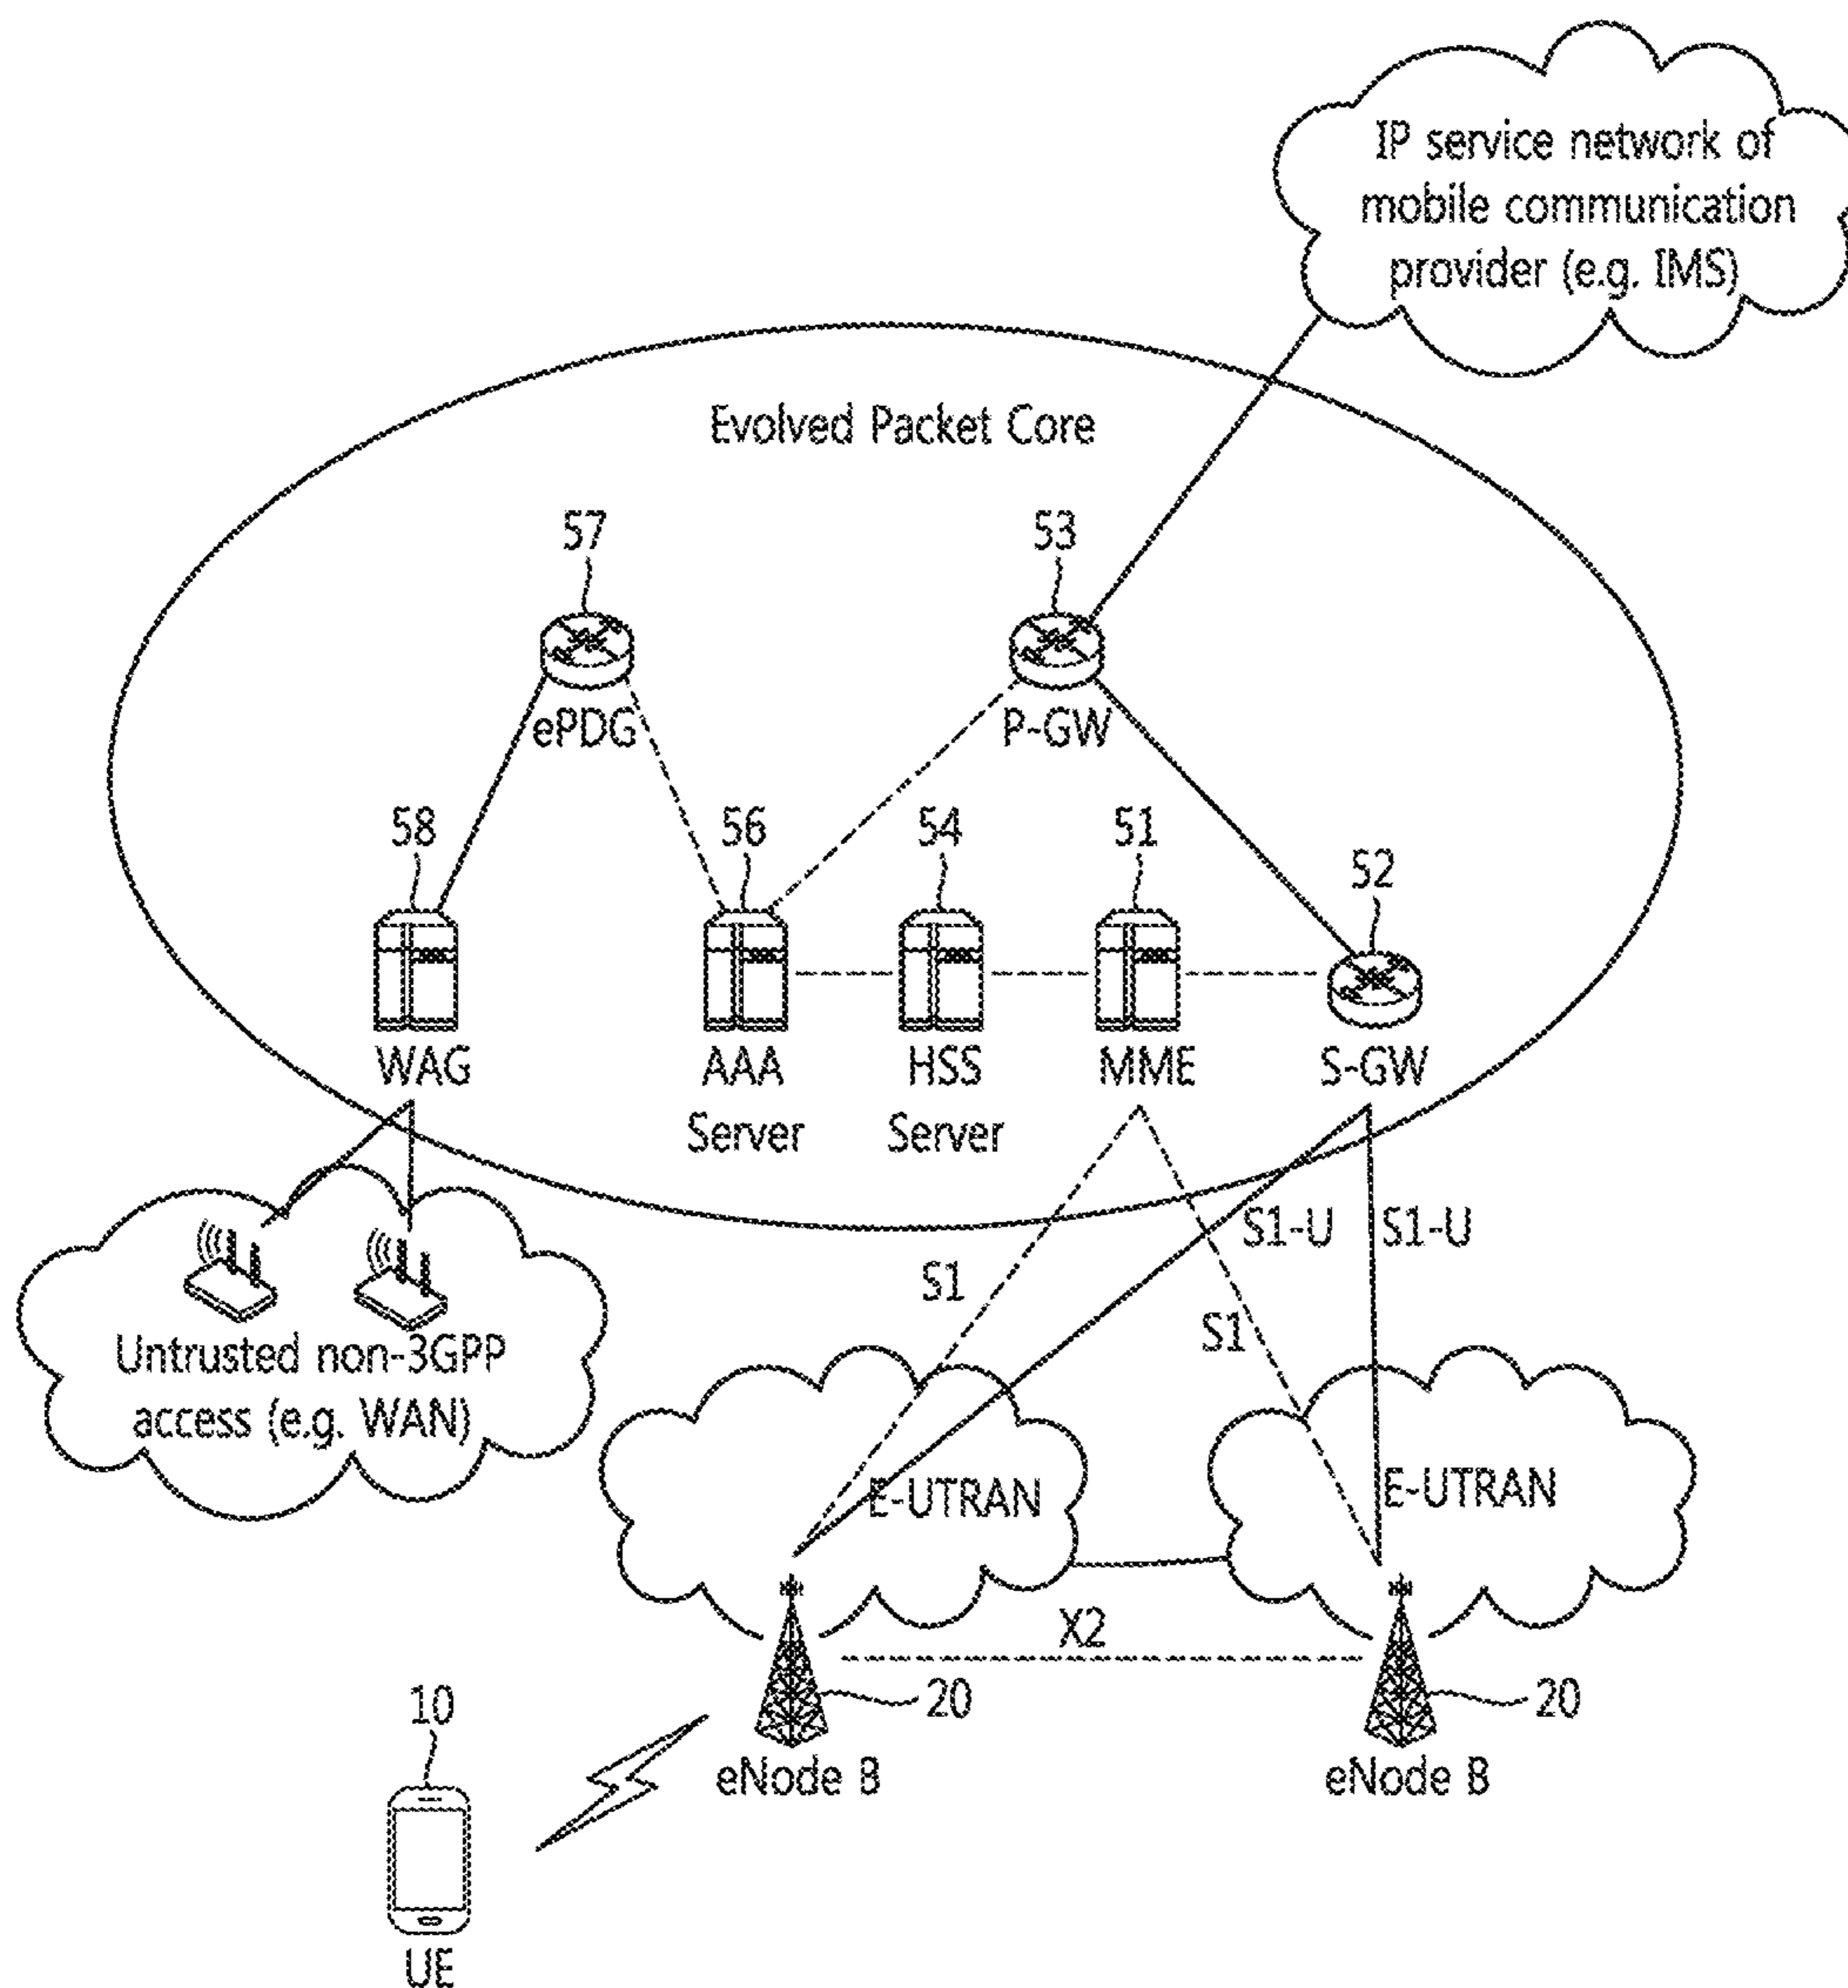 IP service network of
mobile communication
provider (e.g. IMS)
Evolved Packet Core
57
53
ePDG
P-GW
58
56
54
51
52
WAG
AAA
Server
HSS
Server
MME
S-GW
S1-U
S1-U
S1
S1
Untrusted non-3GPP
access (e.g. WAN)
E-UTRAN
E-UTRAN
X2
20
20
10
eNode B
eNode B
UE